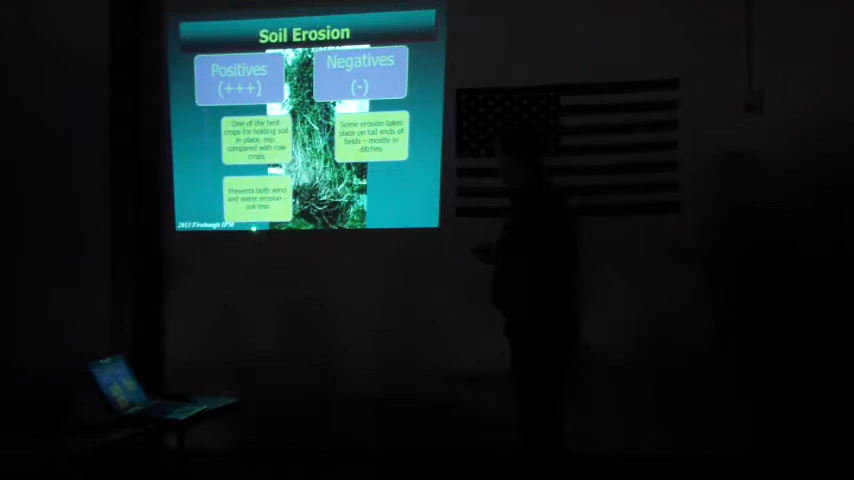 Soil Erosion
Positives
(+++)
Negatives
(-)
One of the best
crops for holding soil
in place, esp
compared with row
crops
Some erosion takes
place on tail ends of
fields – mostly in
ditches
Prevents both wind
and water erosion –
soil loss
2013 IPM